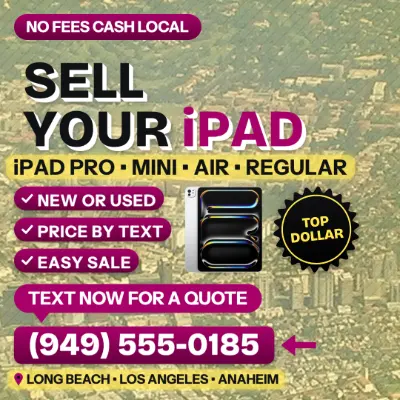 NO FEES CASH LOCAL
SELL
YOUR iPAD
iPAD PRO ▪ MINI ▪ AIR ▪ REGULAR
✓ NEW OR USED
✓ PRICE BY TEXT
✓ EASY SALE
TOP
DOLLAR
TEXT NOW FOR A QUOTE
(949) 555-0185
LONG BEACH ▪ LOS ANGELES ▪ ANAHEIM